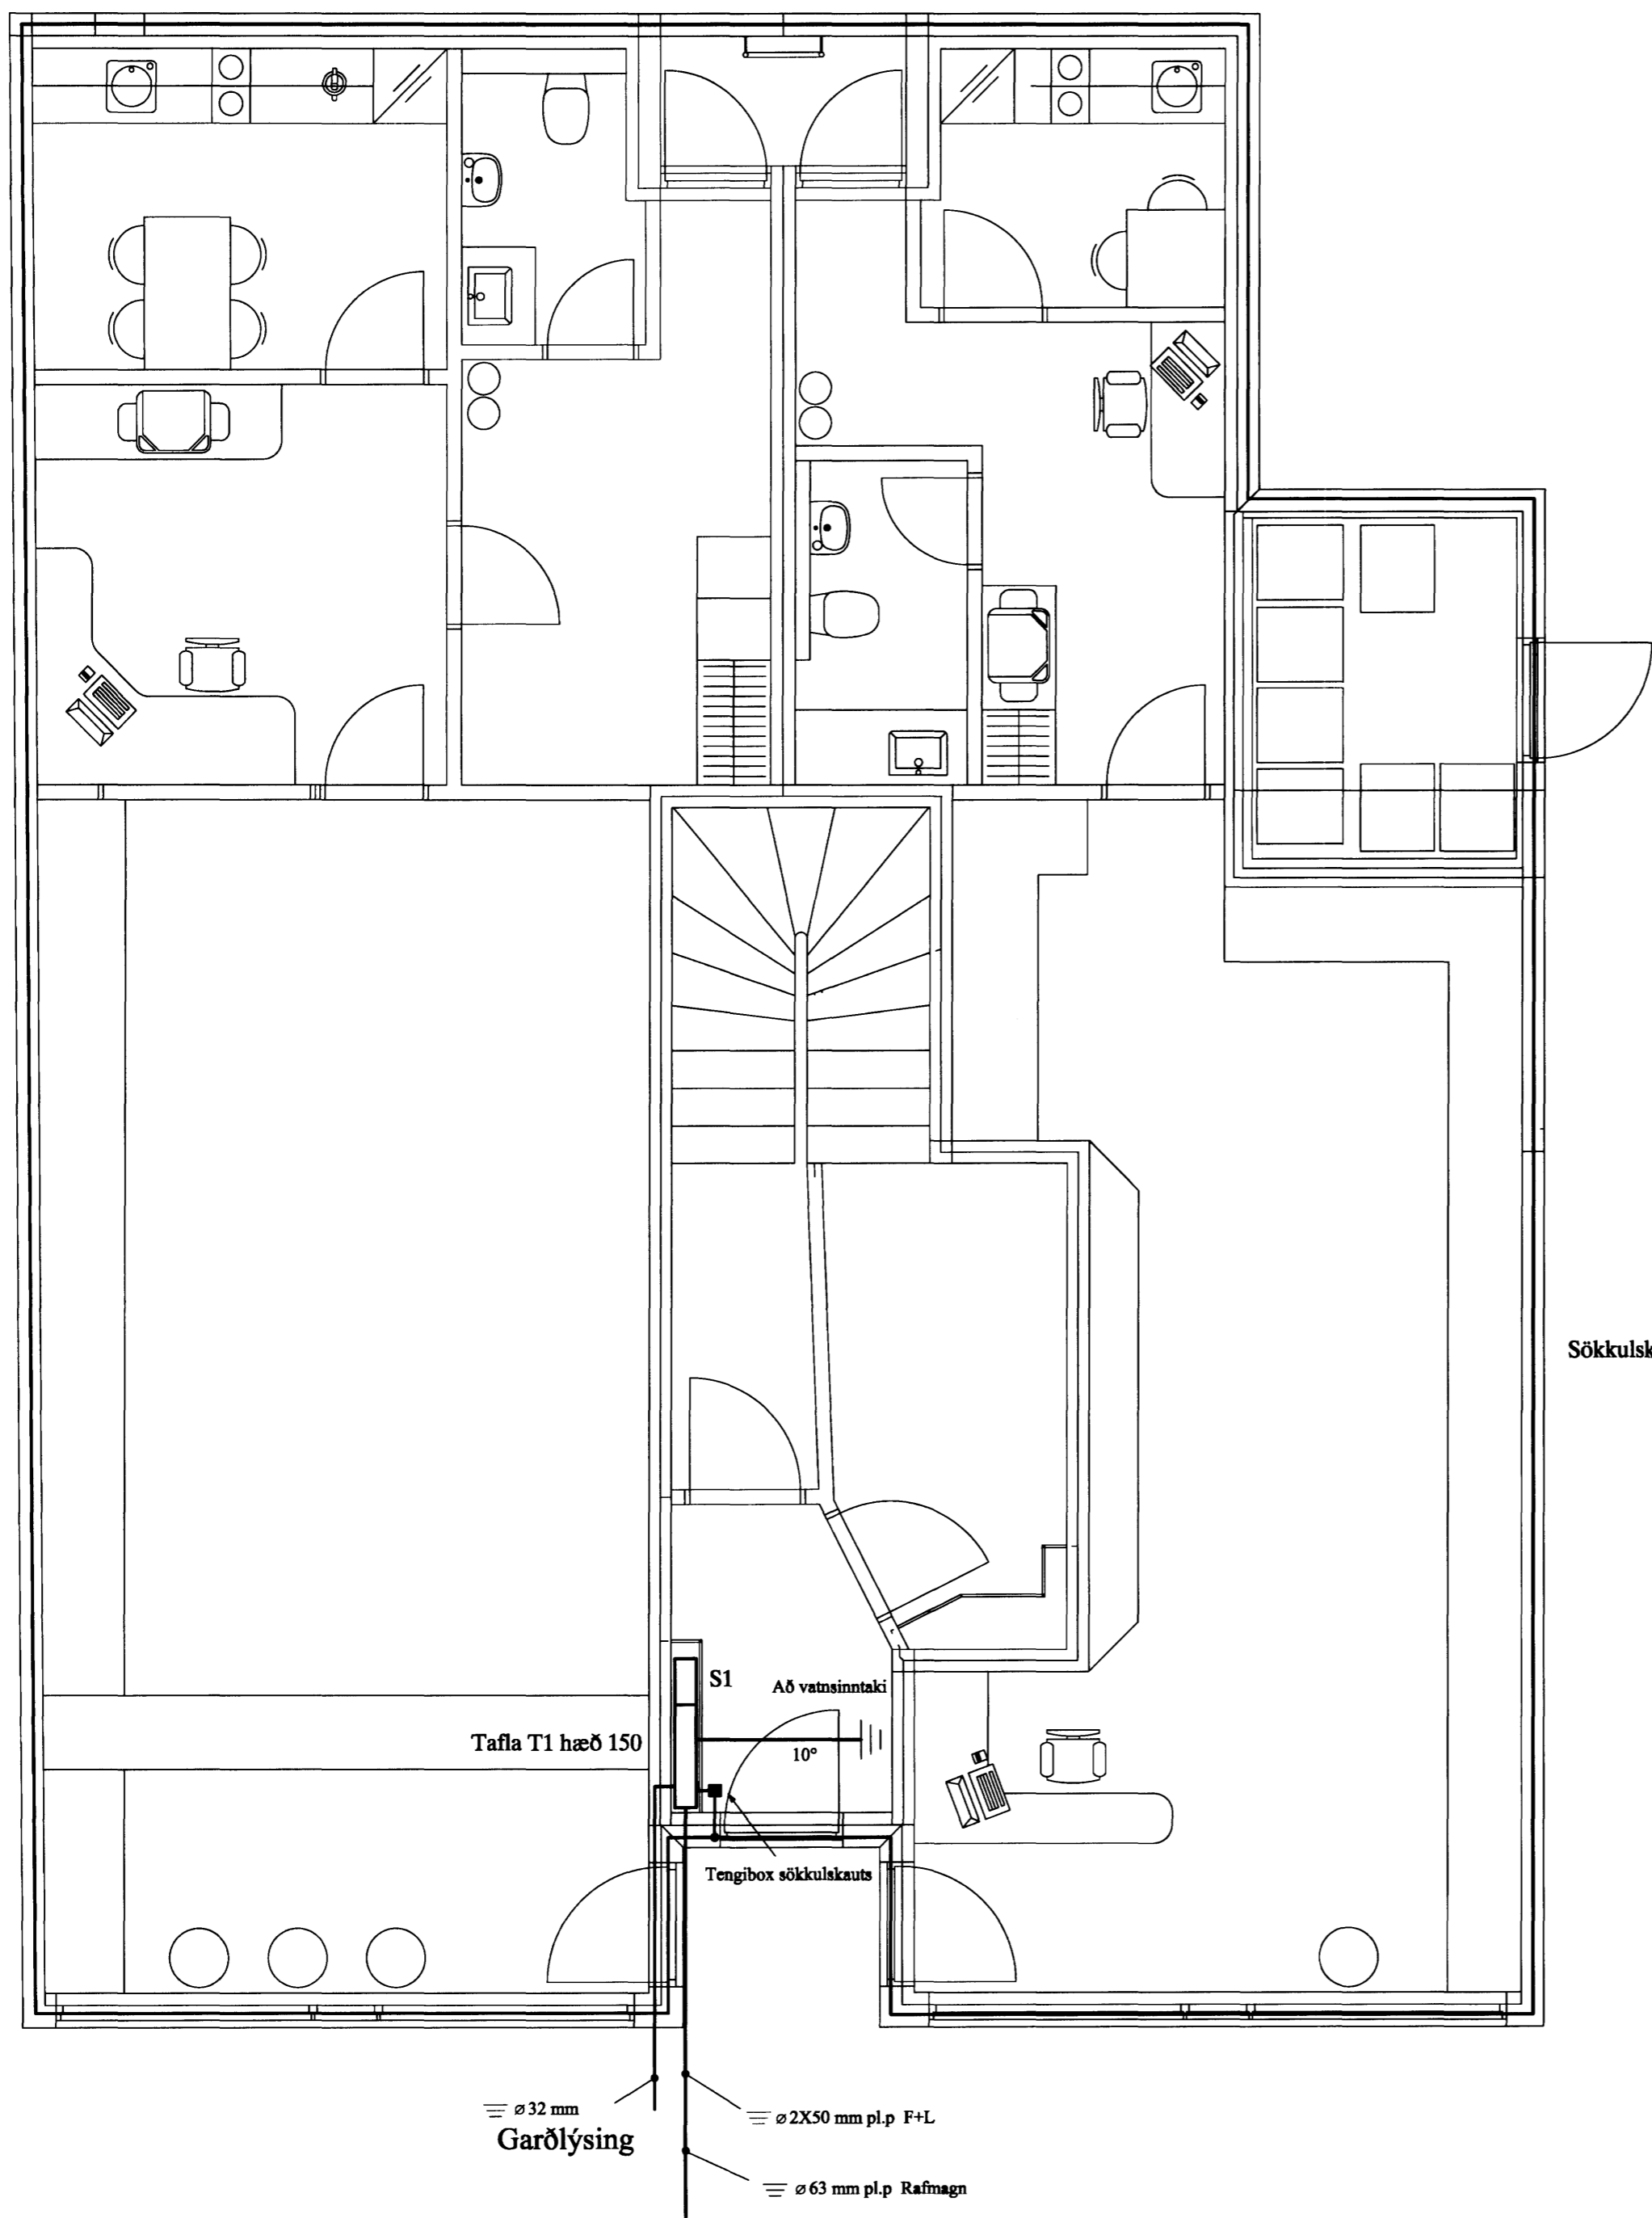 Sökkulsk
S1
Að vatnsinntaki
Tafla T1 hæð 150
10°
Tengibox sökkulskauts
⌀ 32 mm
Garðlýsing
⌀ 2X50 mm pl.p F+L
⌀ 63 mm pl.p Rafmagn